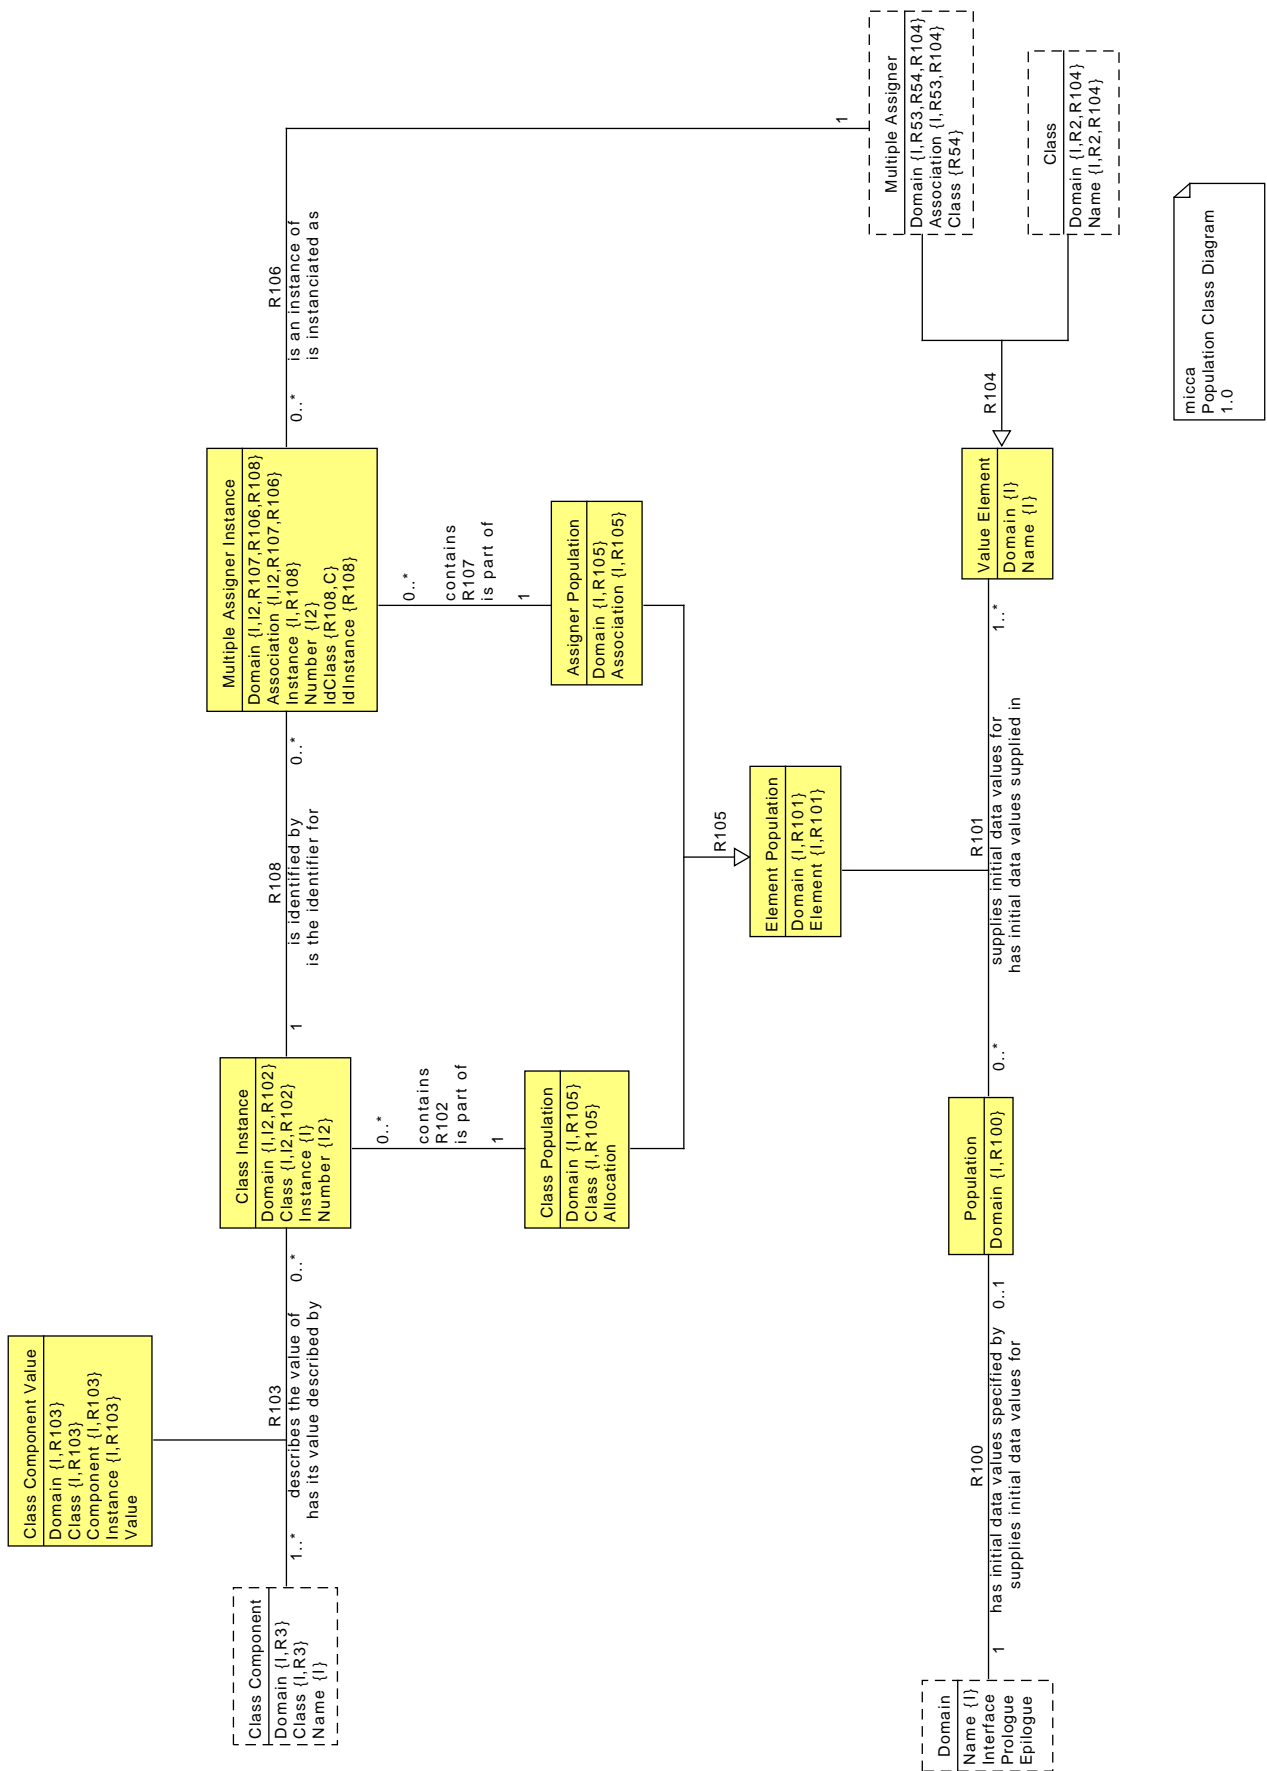 Class Component Value
Domain {I,R103}
Class {I,R103}
Component {I,R103}
Instance {I,R103}
Value
Class Component
Domain {I,R3}
Class {I,R3}
Name {I}
1..*
R103
describes the value of
has its value described by
0..*
Class Instance
Domain {I,I2,R102}
Class {I,I2,R102}
Instance {I}
Number {I2}
1
R108
is identified by
is the identifier for
0..*
Multiple Assigner Instance
Domain {I,I2,R107,R106,R108}
Association {I,I2,R107,R106}
Instance {I,R108}
Number {I2}
IdClass {R108,C}
IdInstance {R108}
0..*
R106
is an instance of
is instanciated as
1
0..*
contains
R102
is part of
1
0..*
contains
R107
is part of
1
Class Population
Domain {I,R105}
Class {I,R105}
Allocation
Assigner Population
Domain {I,R105}
Association {I,R105}
R105
Element Population
Domain {I,R101}
Element {I,R101}
Multiple Assigner
Domain {I,R53,R54,R104}
Association {I,R53,R104}
Class {R54}
Class
Domain {I,R2,R104}
Name {I,R2,R104}
Domain
Name {I}
Interface
Prologue
Epilogue
1
R100
has initial data values specified by
supplies initial data values for
0..1
Population
Domain {I,R100}
0..*
R101
supplies initial data values for
has initial data values supplied in
1..*
Value Element
Domain {I}
Name {I}
R104
micca
Population Class Diagram
1.0